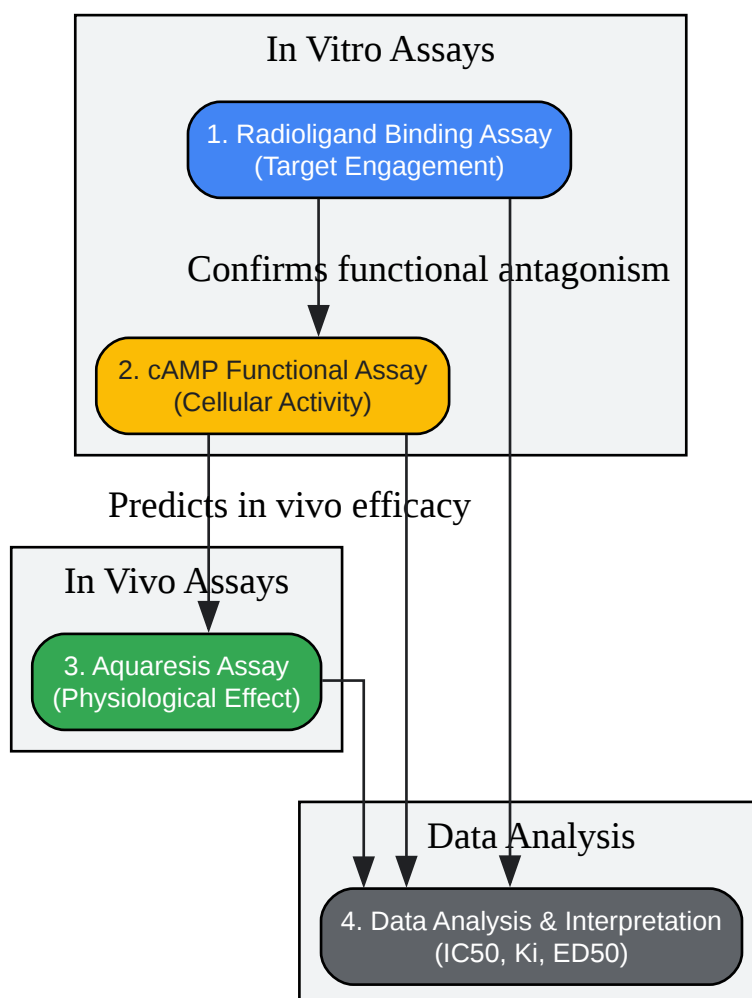 In Vitro Assays
1. Radioligand Binding Assay
(Target Engagement)
Confirms functional antagonism
2. cAMP Functional Assay
(Cellular Activity)
Predicts in vivo efficacy
In Vivo Assays
3. Aquaresis Assay
(Physiological Effect)
Data Analysis
4. Data Analysis & Interpretation
(IC50, Ki, ED50)